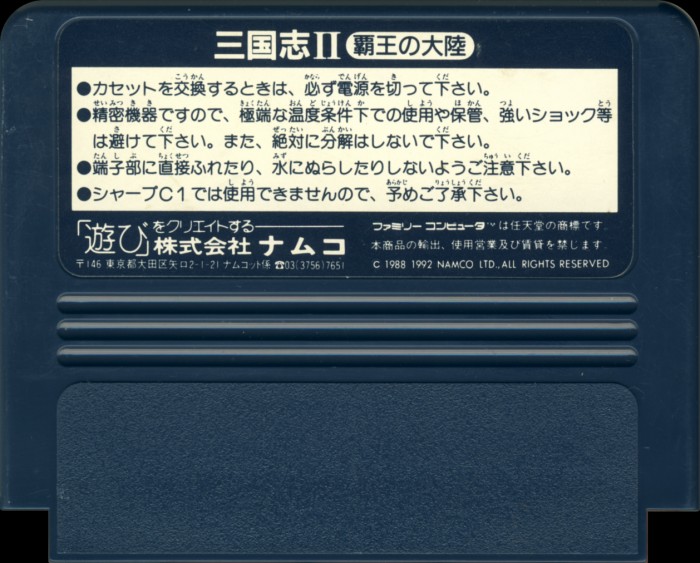 三国志II 覇王の大陸
●カセットを交換するときは、必ず電源を切って下さい。
●精密機器ですので、極端な温度条件下での使用や保管、強いショック等
は避けて下さい。また、絶対に分解はしないで下さい。
●端子部に直接ふれたり、水にぬらしたりしないようご注意下さい。
●シャープC1では使用できませんので、予めご了承下さい。
「遊び」をクリエイトする
株式会社 ナムコ
〒146 東京都大田区矢口2-1-21 ナムコット係 ☎03(3756)7651
ファミリー コンピュータ™は任天堂の商標です。
本商品の輸出、使用営業及び賃貸を禁じます。
© 1988 1992 NAMCO LTD., ALL RIGHTS RESERVED